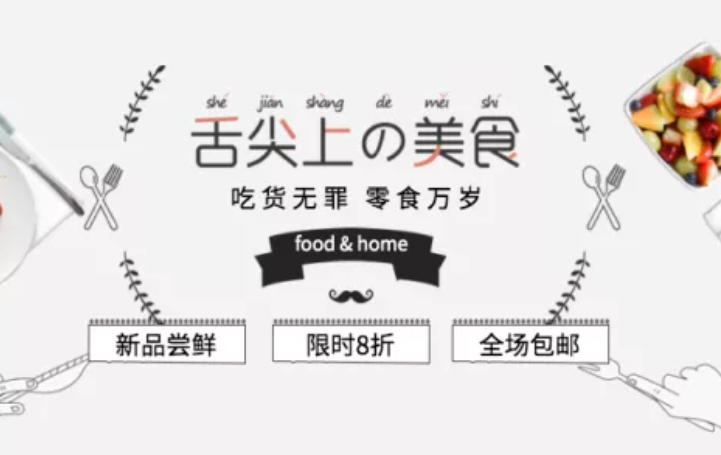 shé jiān shàng dè měi shí
舌尖上の美食
吃货无罪 零食万岁
food & home
新品尝鲜 限时8折 全场包邮